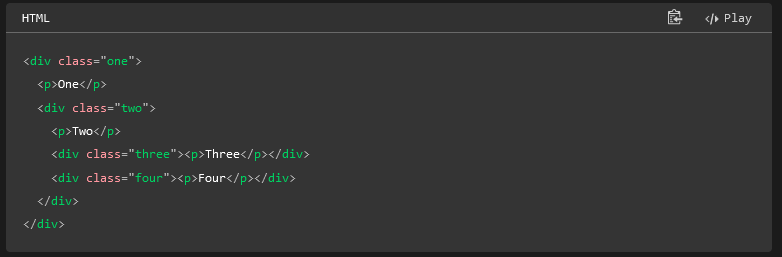 HTML
</> Play
<div class="one">
  <p>One</p>
  <div class="two">
    <p>Two</p>
    <div class="three"><p>Three</p></div>
    <div class="four"><p>Four</p></div>
  </div>
</div>